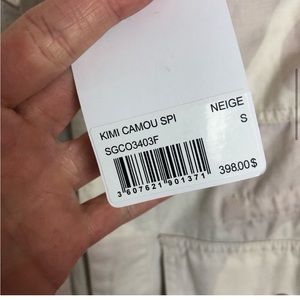 KIMI CAMOU SPI NEIGE
SGCO3403F S
3 607621 901371
398.00$